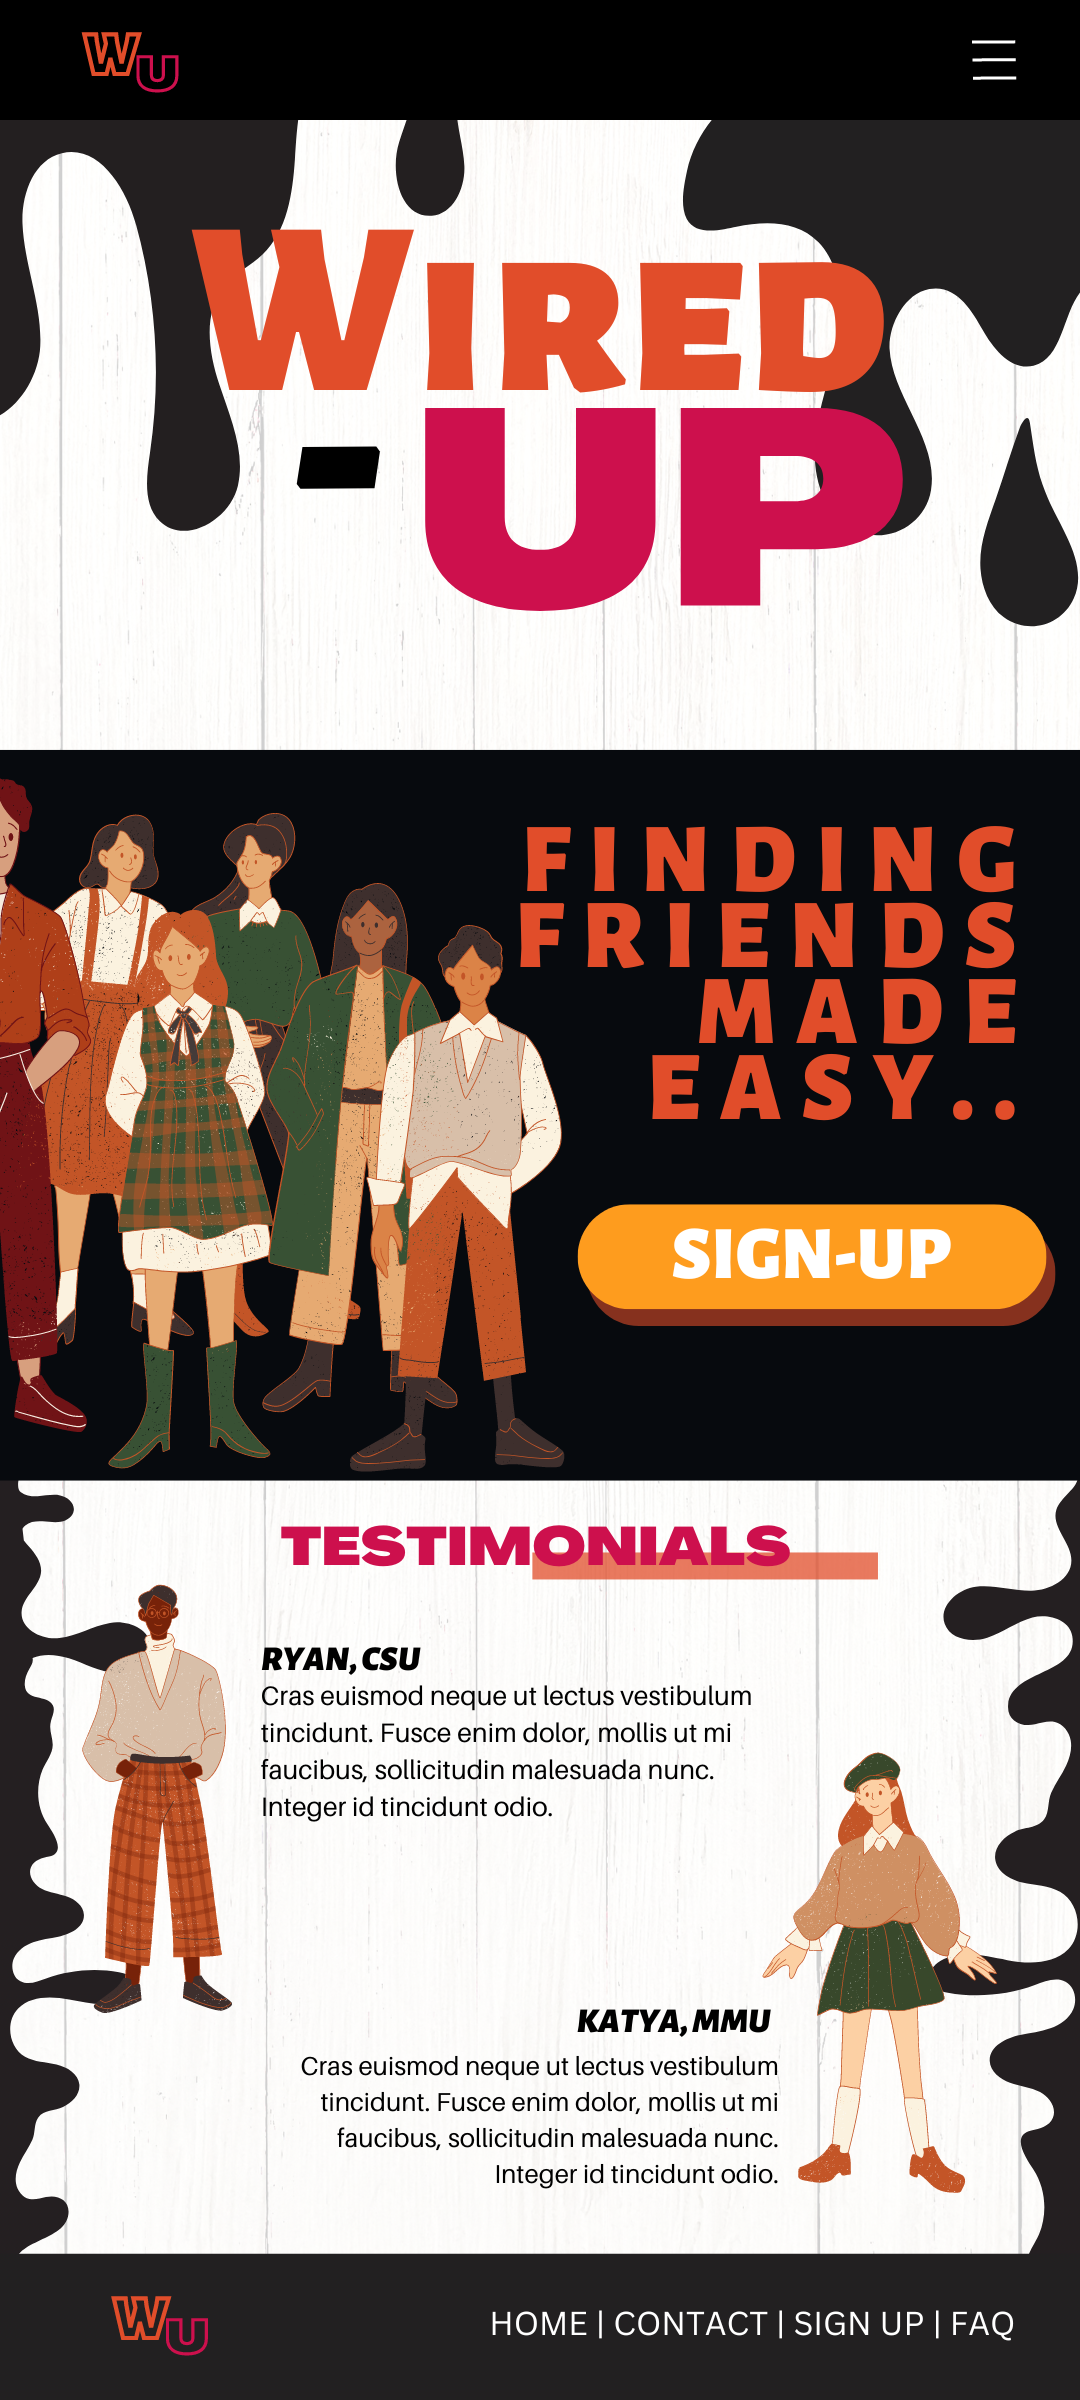 WU
WIRED
-UP
FINDING
FRIENDS
MADE
EASY..
SIGN-UP
TESTIMONIALS
RYAN, CSU
Cras euismod neque ut lectus vestibulum
tincidunt. Fusce enim dolor, mollis ut mi
faucibus, sollicitudin malesuada nunc.
Integer id tincidunt odio.
KATYA, MMU
Cras euismod neque ut lectus vestibulum
tincidunt. Fusce enim dolor, mollis ut mi
faucibus, sollicitudin malesuada nunc.
Integer id tincidunt odio.
WU
HOME | CONTACT | SIGN UP | FAQ